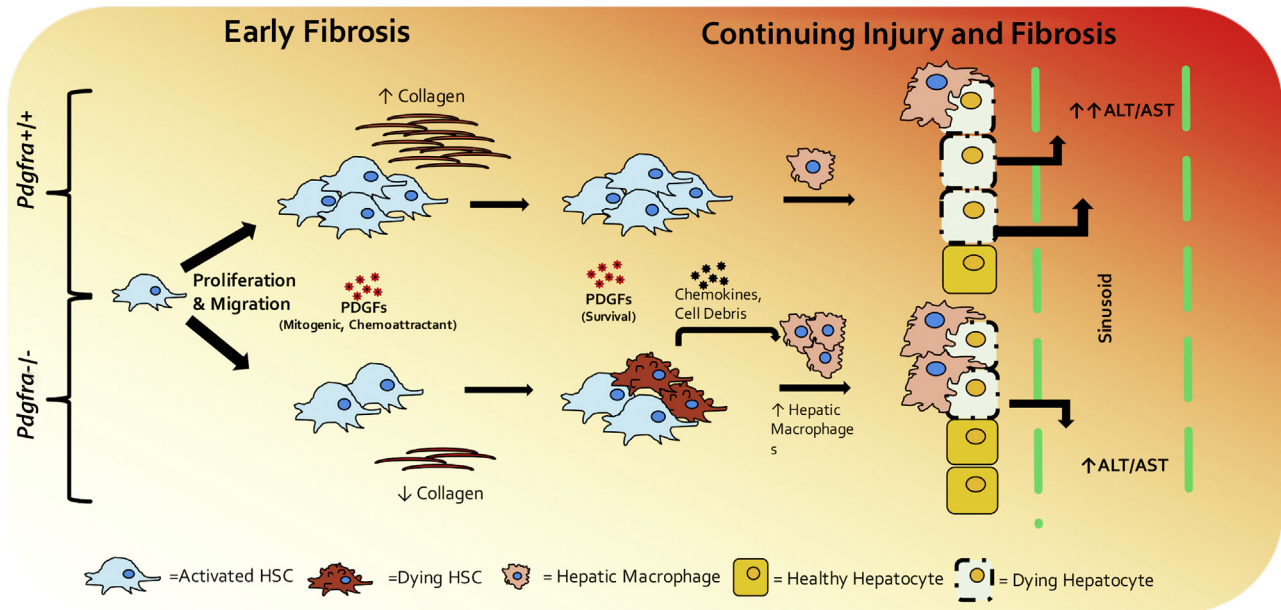 Early Fibrosis
Continuing Injury and Fibrosis
Pdgfra+/+
↑ Collagen
↑↑ALT/AST
Proliferation
& Migration
PDGFs
(Mitogenic, Chemoattractant)
PDGFs
(Survival)
Chemokines,
Cell Debris
Sinusoid
Pdgfra-/-
↑ Hepatic
Macrophage
s
↓ Collagen
↑ALT/AST
=Activated HSC
=Dying HSC
= Hepatic Macrophage
= Healthy Hepatocyte
= Dying Hepatocyte